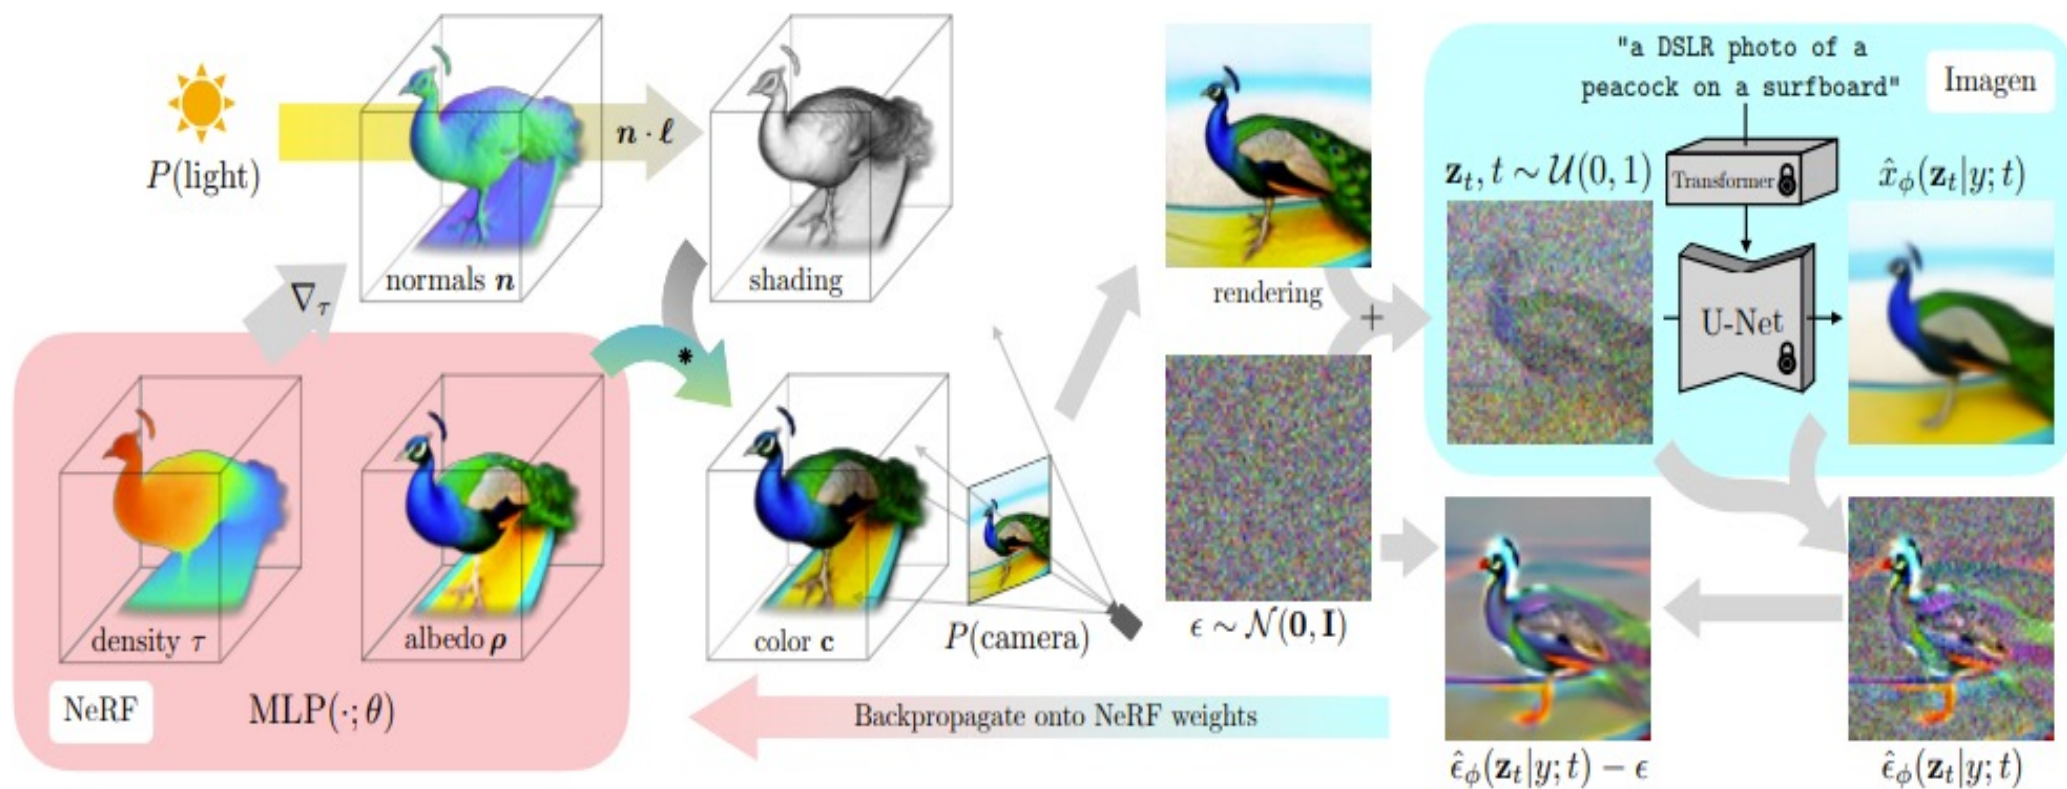 "a DSLR photo of a
peacock on a surfboard"
Imagen
P(light)
n · ℓ
z_t, t ∼ U(0, 1)
Transformer
x̂_ϕ(z_t|y; t)
normals n
shading
∇_τ
rendering
+
U-Net
*
density τ
albedo ρ
color c
P(camera)
ϵ ∼ N(0, I)
NeRF
MLP(·; θ)
Backpropagate onto NeRF weights
ϵ̂_ϕ(z_t|y; t) − ϵ
ϵ̂_ϕ(z_t|y; t)